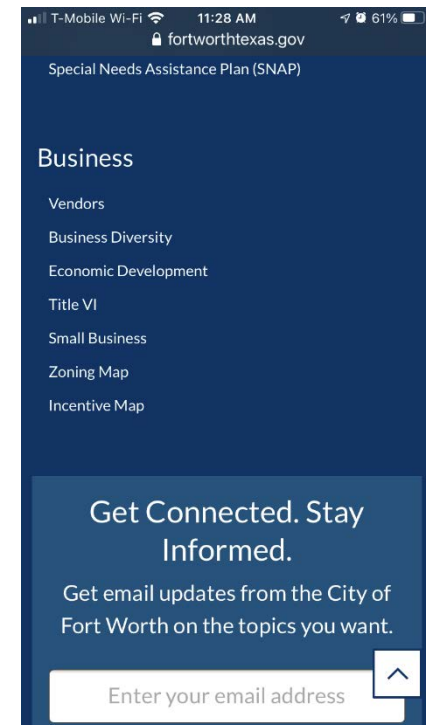 T-Mobile Wi-Fi 11:28 AM 61%
fortworthtexas.gov
Special Needs Assistance Plan (SNAP)
Business
Vendors
Business Diversity
Economic Development
Title VI
Small Business
Zoning Map
Incentive Map
Get Connected. Stay
Informed.
Get email updates from the City of
Fort Worth on the topics you want.
Enter your email address